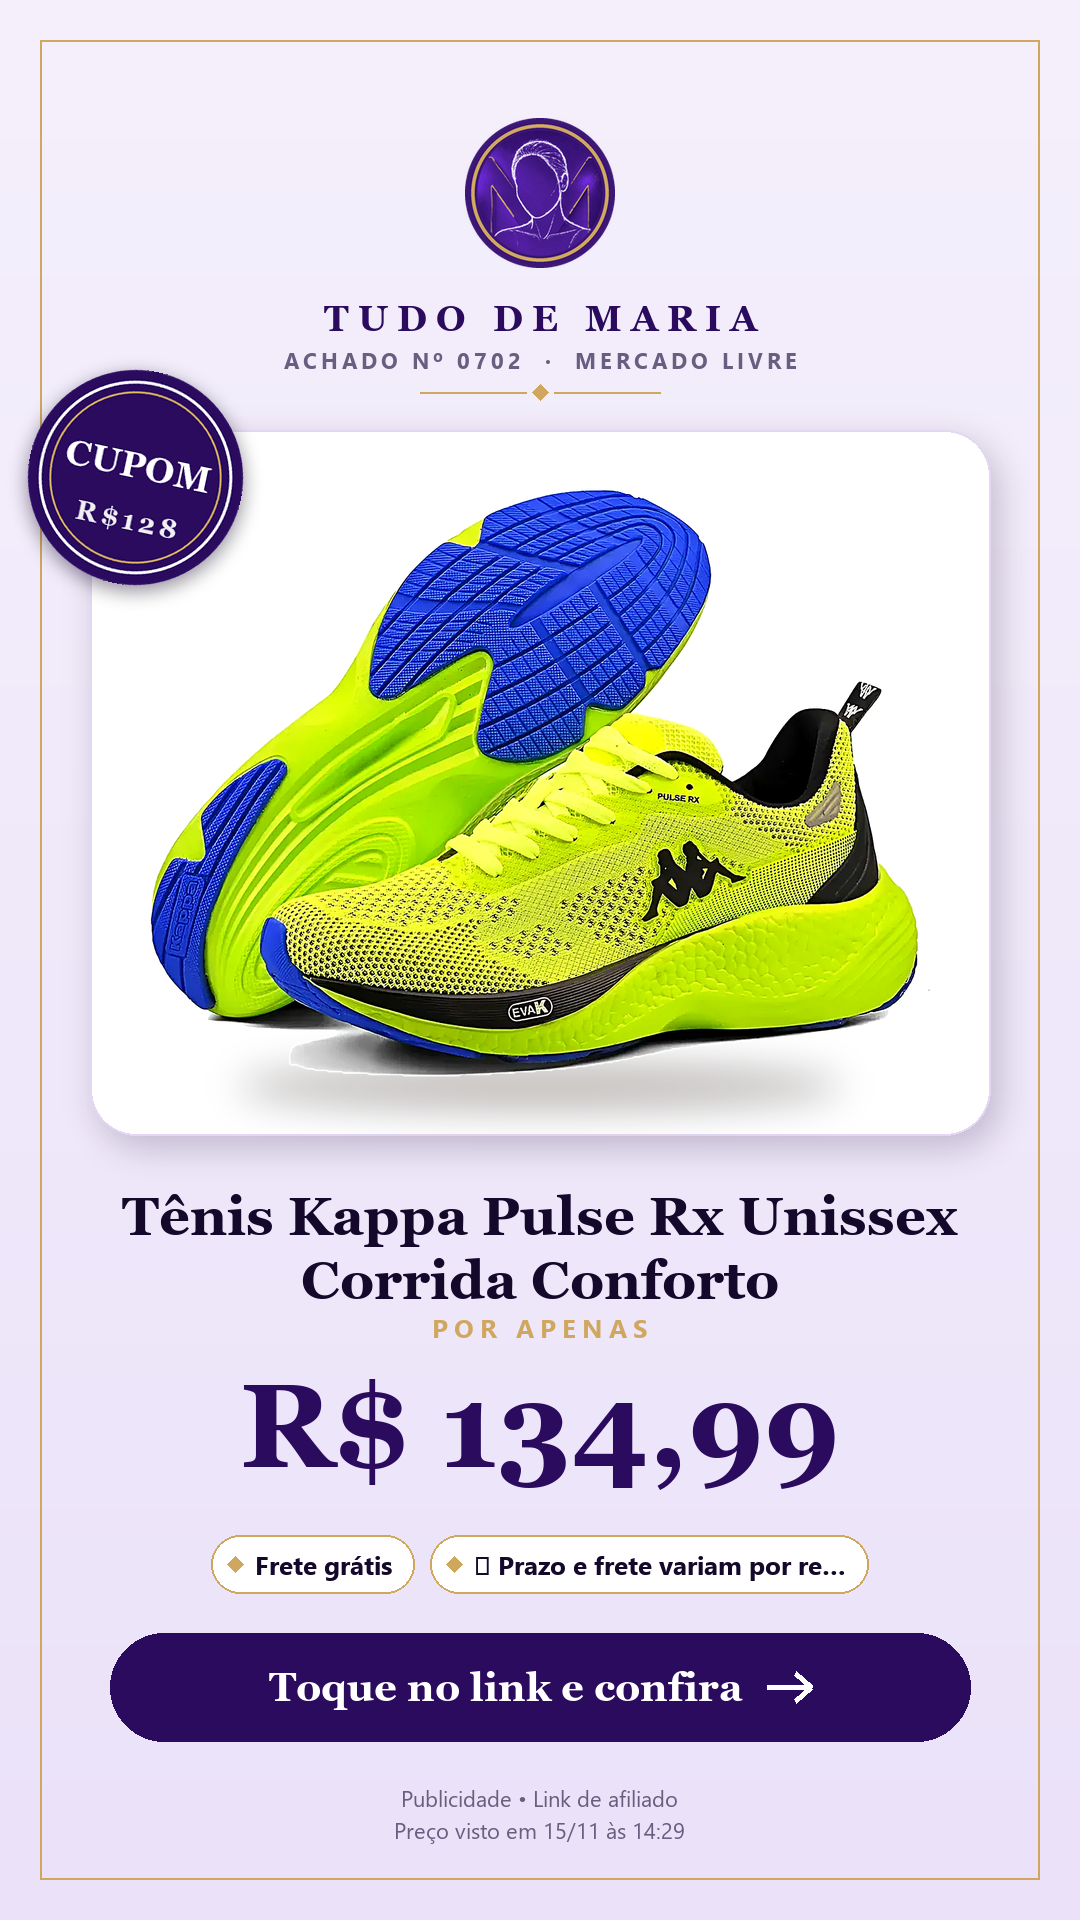 TUDO DE MARIA
ACHADO Nº 0702 · MERCADO LIVRE
CUPOM
R$128
PULSE RX
Kappa
EVAK
Tênis Kappa Pulse Rx Unissex
Corrida Conforto
POR APENAS
R$ 134,99
Frete grátis
Prazo e frete variam por re...
Toque no link e confira →
Publicidade • Link de afiliado
Preço visto em 15/11 às 14:29